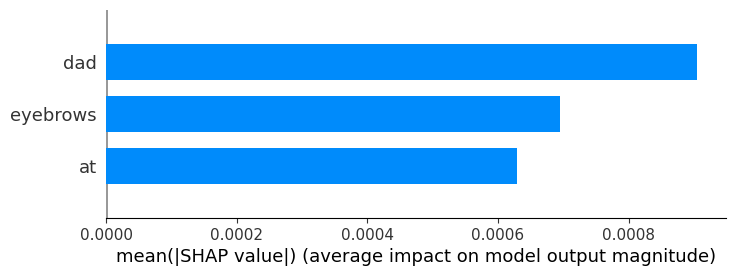 dad
eyebrows
at
0.0000 0.0002 0.0004 0.0006 0.0008
mean(|SHAP value|) (average impact on model output magnitude)